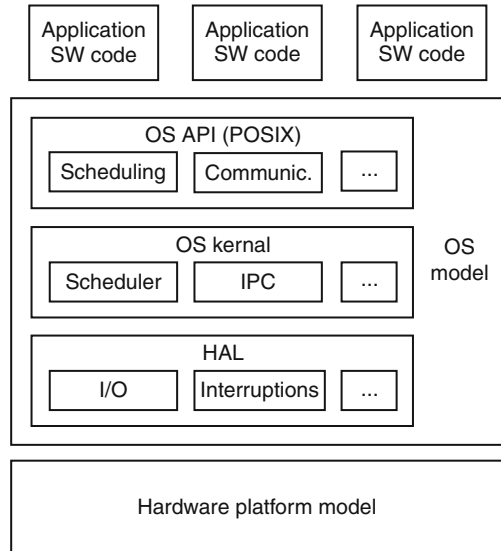 Application
SW code
Application
SW code
Application
SW code
OS API (POSIX)
Scheduling
Communic.
...
OS kernal
Scheduler
IPC
...
OS
model
HAL
I/O
Interruptions
...
Hardware platform model